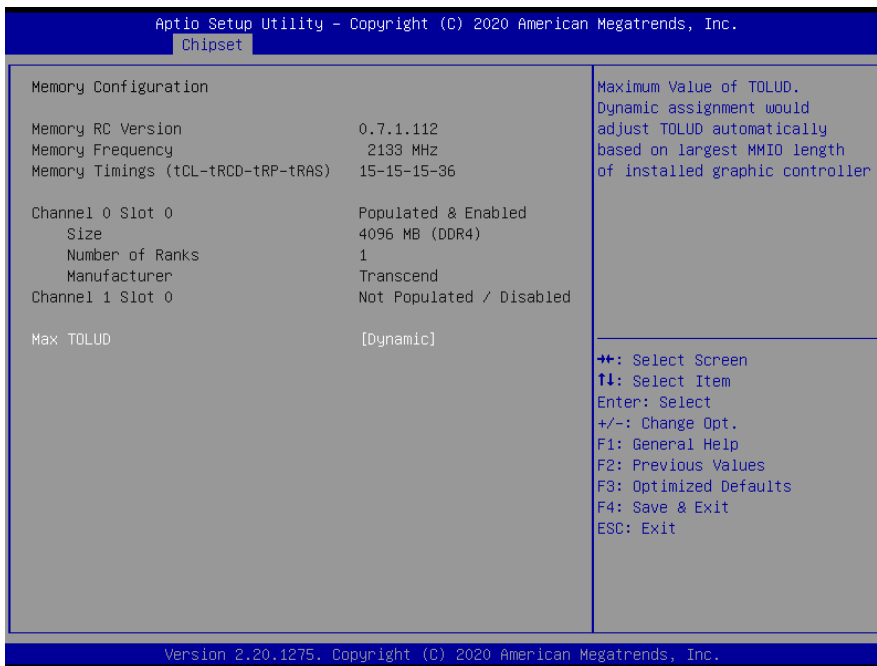 Aptio Setup Utility – Copyright (C) 2020 American Megatrends, Inc.
Chipset
Memory Configuration
Memory RC Version 0.7.1.112
Memory Frequency 2133 MHz
Memory Timings (tCL-tRCD-tRP-tRAS) 15-15-15-36
Channel 0 Slot 0 Populated & Enabled
Size 4096 MB (DDR4)
Number of Ranks 1
Manufacturer Transcend
Channel 1 Slot 0 Not Populated / Disabled
Max TOLUD [Dynamic]
Maximum Value of TOLUD.
Dynamic assignment would
adjust TOLUD automatically
based on largest MMIO length
of installed graphic controller
→←: Select Screen
↑↓: Select Item
Enter: Select
+/-: Change Opt.
F1: General Help
F2: Previous Values
F3: Optimized Defaults
F4: Save & Exit
ESC: Exit
Version 2.20.1275. Copyright (C) 2020 American Megatrends, Inc.